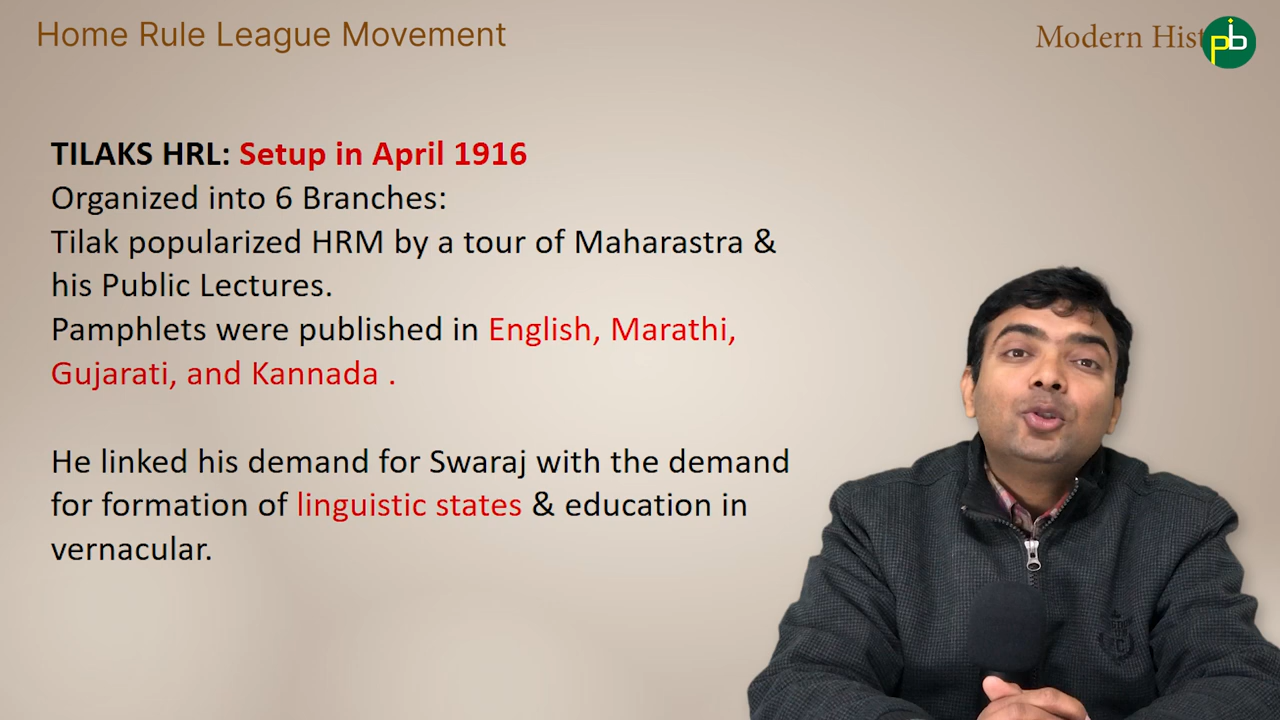 Home Rule League Movement
Modern Hist
pib
TILAKS HRL: Setup in April 1916
Organized into 6 Branches:
Tilak popularized HRM by a tour of Maharastra &
his Public Lectures.
Pamphlets were published in English, Marathi,
Gujarati, and Kannada .
He linked his demand for Swaraj with the demand
for formation of linguistic states & education in
vernacular.